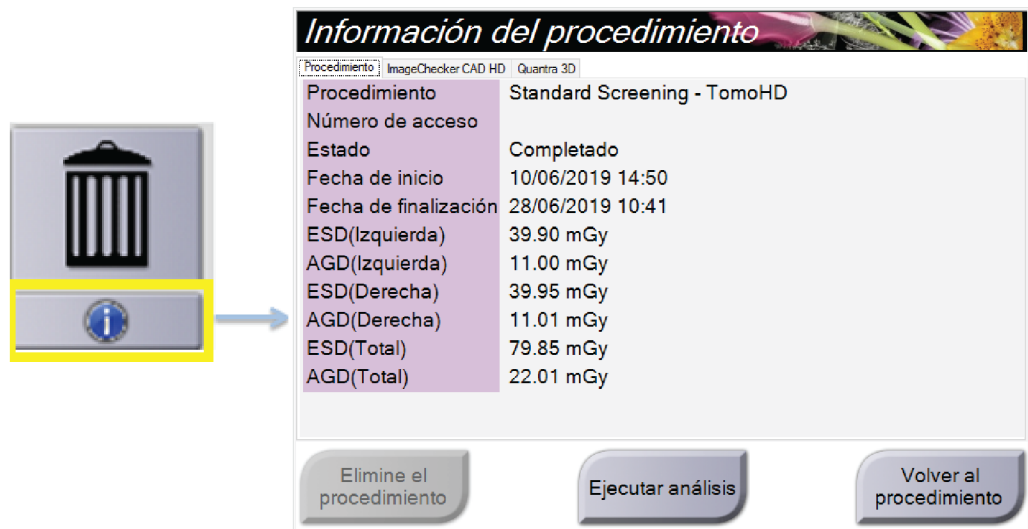 Información del procedimiento
Procedimiento ImageChecker CAD HD Quantra 3D
Procedimiento Standard Screening - TomoHD
Número de acceso
Estado Completado
Fecha de inicio 10/06/2019 14:50
Fecha de finalización 28/06/2019 10:41
ESD(Izquierda) 39.90 mGy
AGD(Izquierda) 11.00 mGy
ESD(Derecha) 39.95 mGy
AGD(Derecha) 11.01 mGy
ESD(Total) 79.85 mGy
AGD(Total) 22.01 mGy
Elimine el
procedimiento
Ejecutar análisis
Volver al
procedimiento